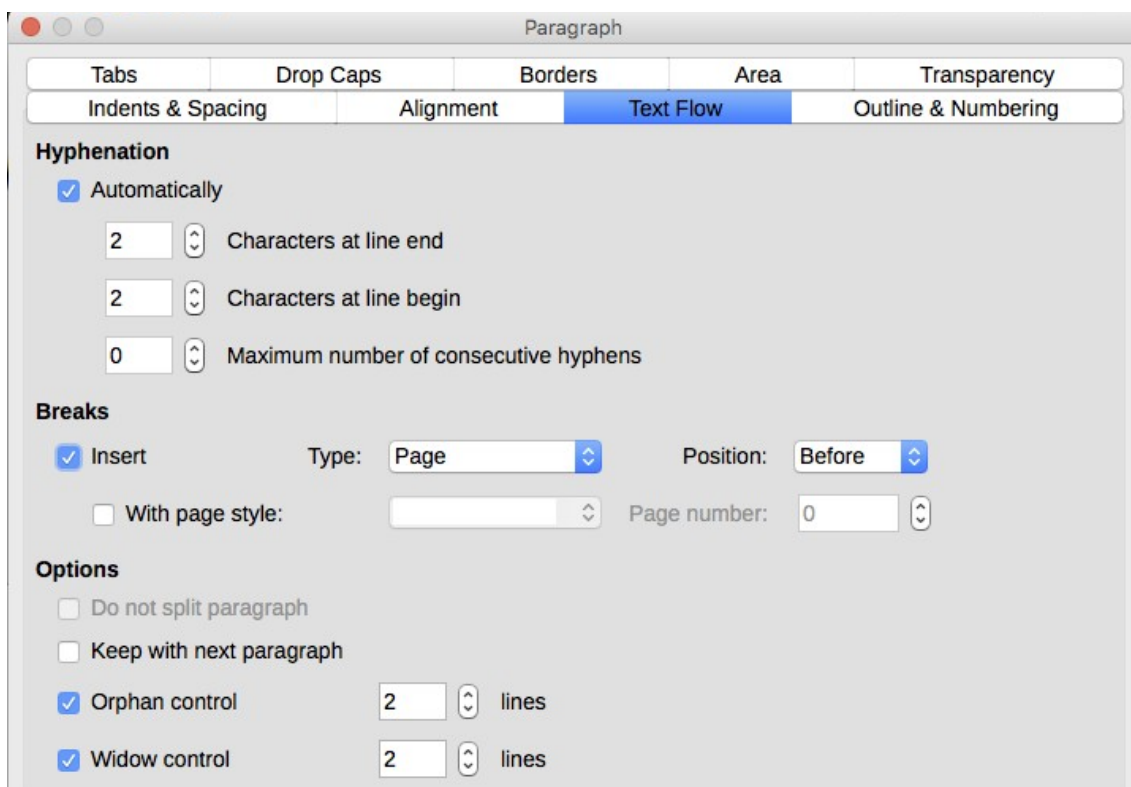 Paragraph
Tabs Drop Caps Borders Area Transparency
Indents & Spacing Alignment Text Flow Outline & Numbering
Hyphenation
Automatically
2 Characters at line end
2 Characters at line begin
0 Maximum number of consecutive hyphens
Breaks
Insert Type: Page Position: Before
With page style: Page number: 0
Options
Do not split paragraph
Keep with next paragraph
Orphan control 2 lines
Widow control 2 lines